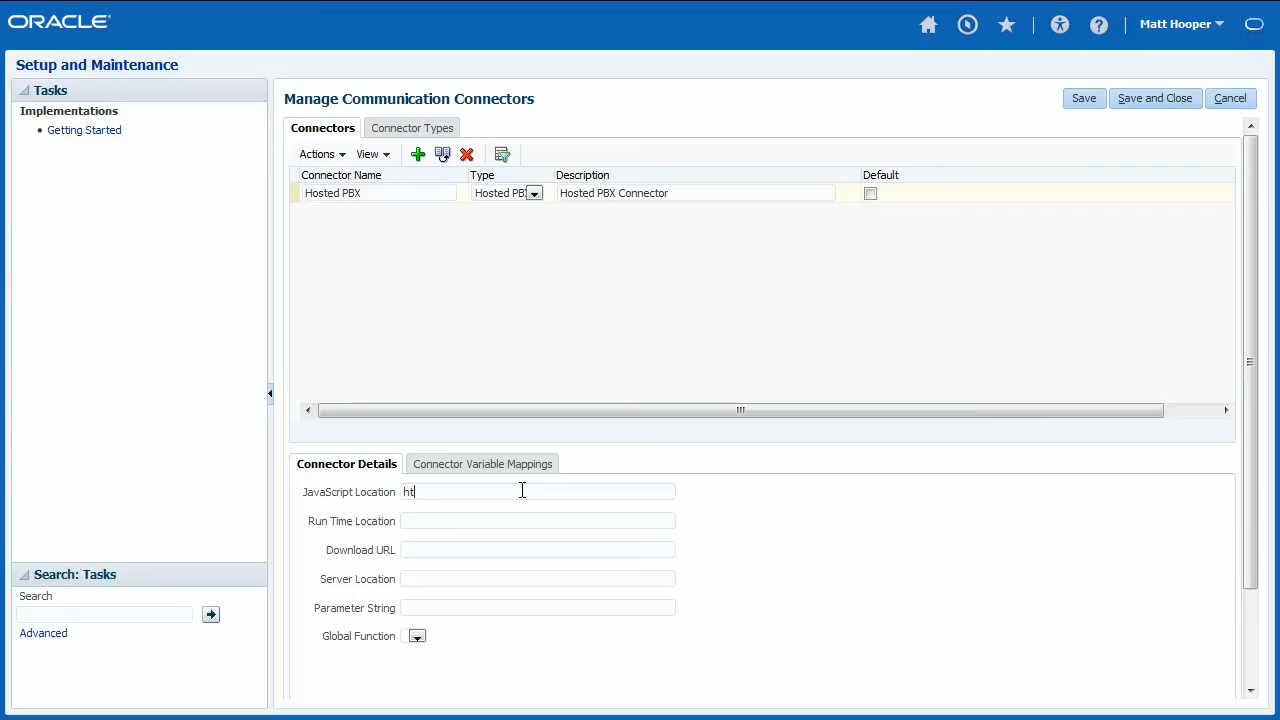 ORACLE
Matt Hooper
Setup and Maintenance
Tasks
Implementations
Getting Started
Search: Tasks
Search
Advanced
Manage Communication Connectors
Save
Save and Close
Cancel
Connectors
Connector Types
Actions
View
Connector Name
Type
Description
Default
Hosted PBX
Hosted PBX
Hosted PBX Connector
Connector Details
Connector Variable Mappings
JavaScript Location
ht
Run Time Location
Download URL
Server Location
Parameter String
Global Function